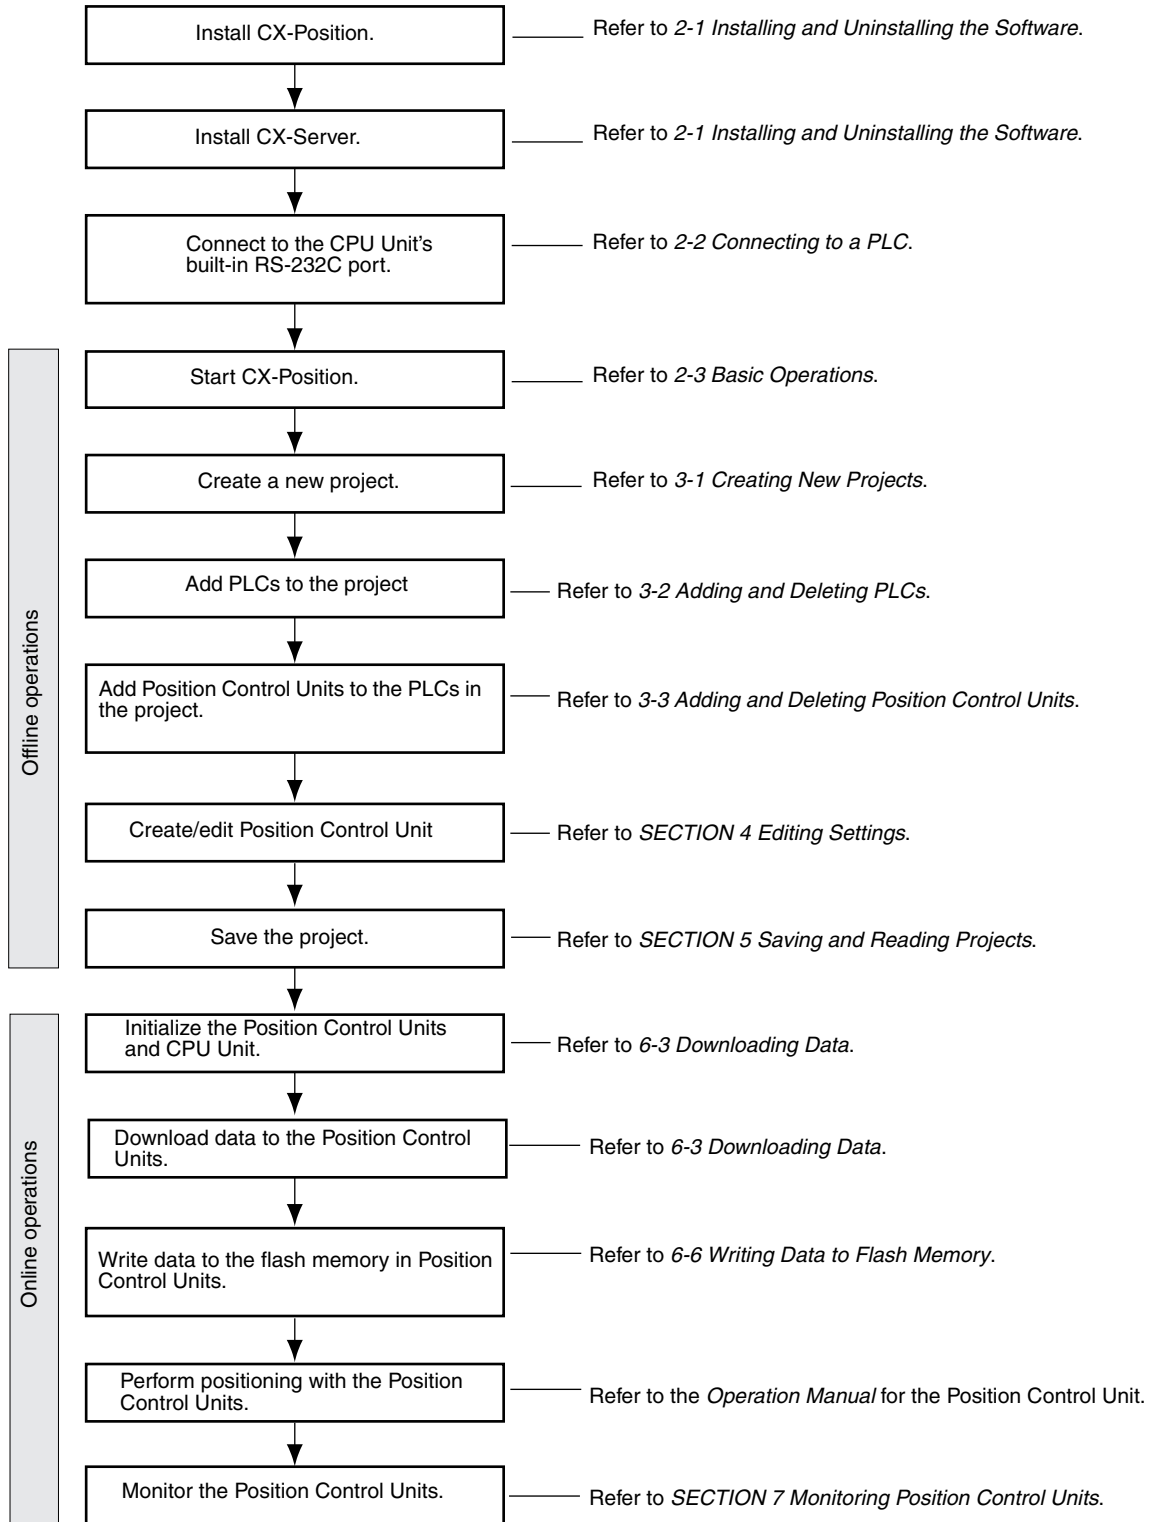 Install CX-Position.
Refer to 2-1 Installing and Uninstalling the Software.
Install CX-Server.
Refer to 2-1 Installing and Uninstalling the Software.
Connect to the CPU Unit's
built-in RS-232C port.
Refer to 2-2 Connecting to a PLC.
Offline operations
Start CX-Position.
Refer to 2-3 Basic Operations.
Create a new project.
Refer to 3-1 Creating New Projects.
Add PLCs to the project
Refer to 3-2 Adding and Deleting PLCs.
Add Position Control Units to the PLCs in
the project.
Refer to 3-3 Adding and Deleting Position Control Units.
Create/edit Position Control Unit
Refer to SECTION 4 Editing Settings.
Save the project.
Refer to SECTION 5 Saving and Reading Projects.
Online operations
Initialize the Position Control Units
and CPU Unit.
Refer to 6-3 Downloading Data.
Download data to the Position Control
Units.
Refer to 6-3 Downloading Data.
Write data to the flash memory in Position
Control Units.
Refer to 6-6 Writing Data to Flash Memory.
Perform positioning with the Position
Control Units.
Refer to the Operation Manual for the Position Control Unit.
Monitor the Position Control Units.
Refer to SECTION 7 Monitoring Position Control Units.